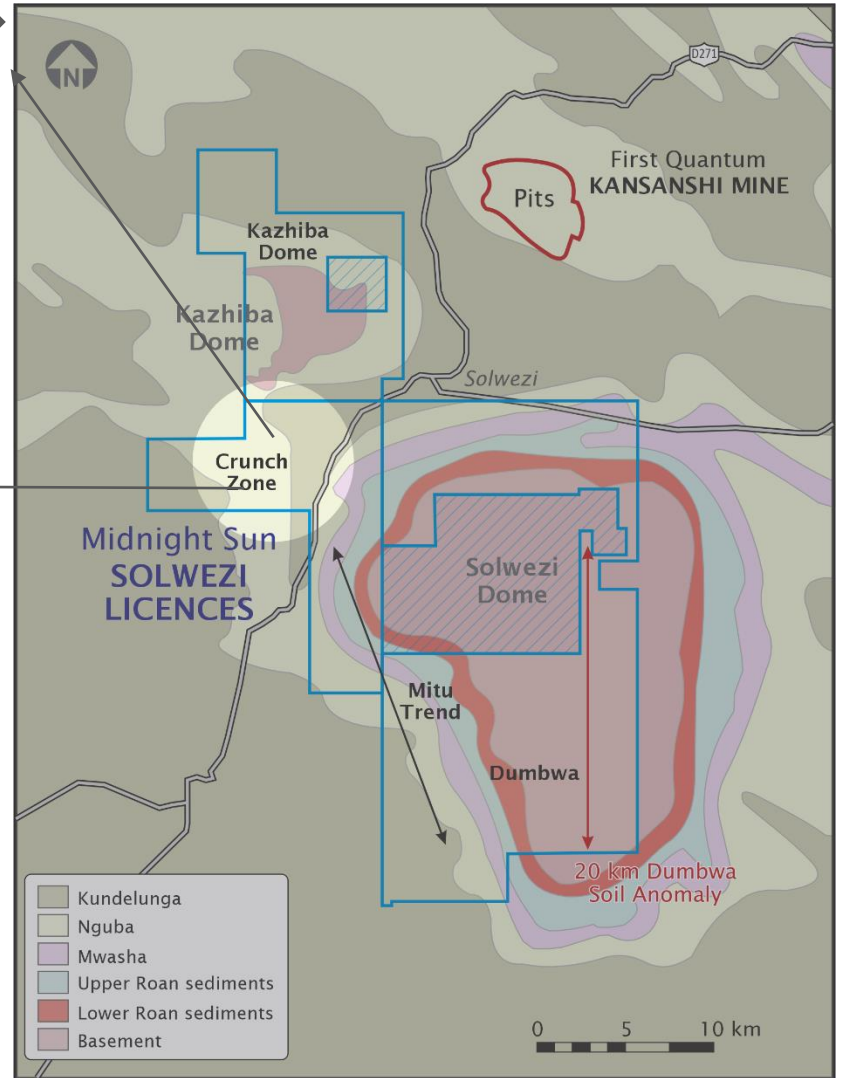 N
D271
First Quantum
KANSANSHI MINE
Pits
Kazhiba
Dome
Kazhiba
Dome
Solwezi
Crunch
Zone
Midnight Sun
SOLWEZI
LICENCES
Solwezi
Dome
Mitu
Trend
Dumbwa
20 km Dumbwa
Soil Anomaly
Kundelunga
Nguba
Mwasha
Upper Roan sediments
Lower Roan sediments
Basement
0 5 10 km